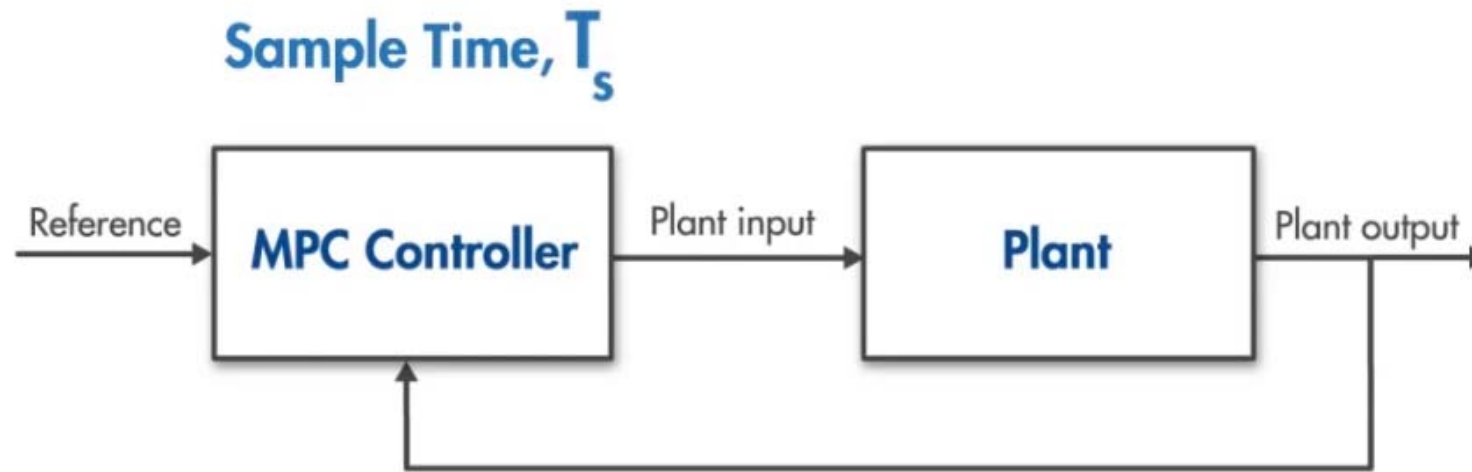 Sample Time, Ts
Reference
MPC Controller
Plant input
Plant
Plant output